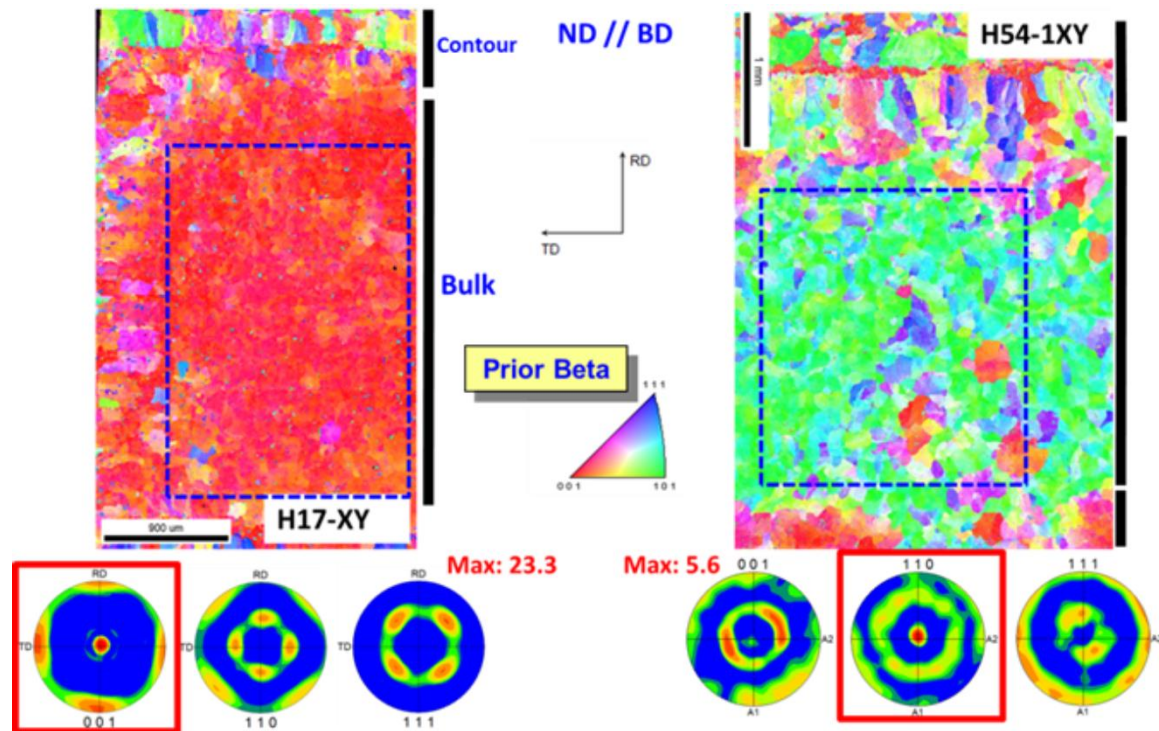 Contour
ND // BD
H54-1XY
1 mm
RD
TD
Bulk
Prior Beta
1 1 1
0 0 1
1 0 1
900 um
H17-XY
Max: 23.3
Max: 5.6
RD
TD
0 0 1
RD
TD
1 1 0
RD
TD
1 1 1
0 0 1
A2
A1
1 1 0
A2
A1
1 1 1
A2
A1